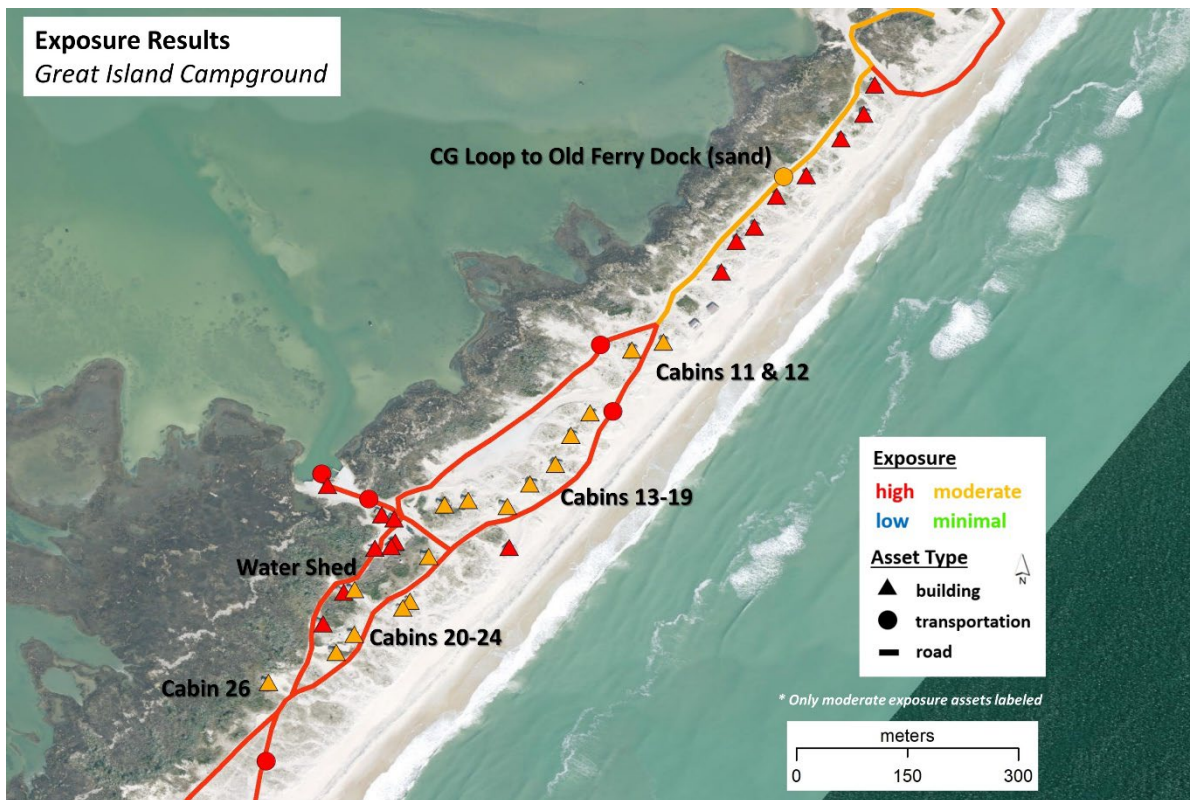 Exposure Results
Great Island Campground
CG Loop to Old Ferry Dock (sand)
Cabins 11 & 12
Cabins 13-19
Water Shed
Cabins 20-24
Cabin 26
Exposure
high moderate
low minimal
Asset Type
N
building
transportation
road
* Only moderate exposure assets labeled
meters
0 150 300